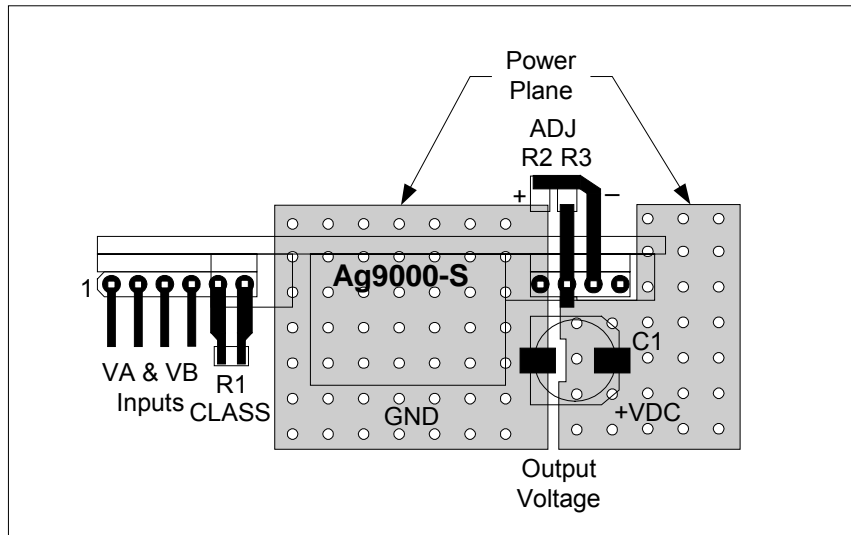 Power
Plane
ADJ
R2 R3
+ −
Ag9000-S
1
C1
VA & VB
Inputs
R1
CLASS
GND
+VDC
Output
Voltage